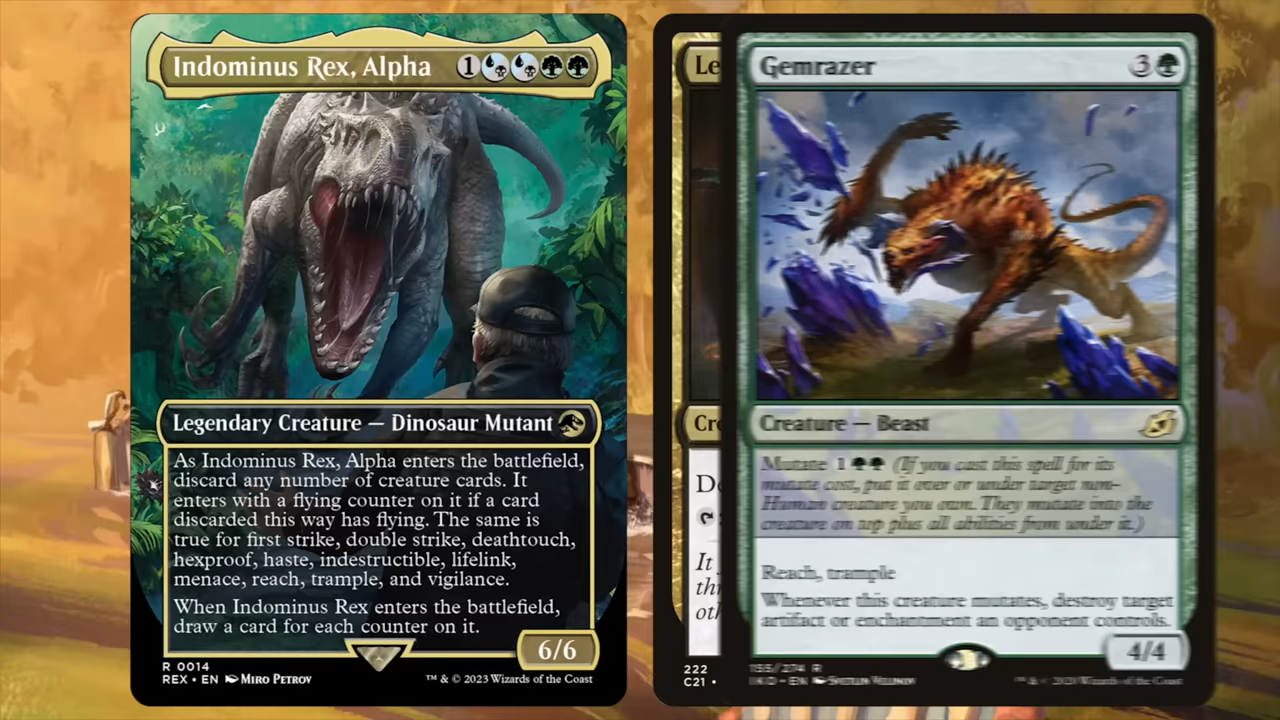 Indominus Rex, Alpha 1
Legendary Creature — Dinosaur Mutant
As Indominus Rex, Alpha enters the battlefield,
discard any number of creature cards. It
enters with a flying counter on it if a card
discarded this way has flying. The same is
true for first strike, double strike, deathtouch,
hexproof, haste, indestructible, lifelink,
menace, reach, trample, and vigilance.
When Indominus Rex enters the battlefield,
draw a card for each counter on it.
6/6
R 0014
REX • EN MIRO PETROV
™ & © 2023 Wizards of the Coast
Le
Cre
De
It
thr
oth
222
C21 •
Gemrazer 3
Creature — Beast
Mutate 1 (If you cast this spell for its
mutate cost, put it over or under target non-
Human creature you own. They mutate into the
creature on top plus all abilities from under it.)
Reach, trample
Whenever this creature mutates, destroy target
artifact or enchantment an opponent controls.
4/4
155/274 R
IKO • EN